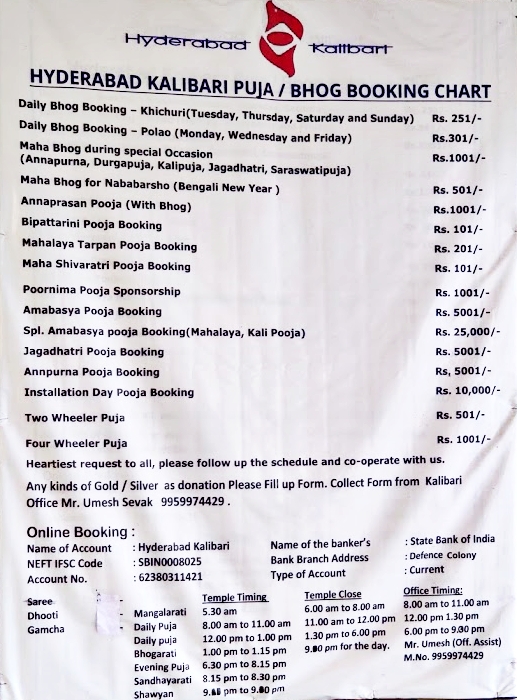 Hyderabad Kalibari
HYDERABAD KALIBARI PUJA / BHOG BOOKING CHART
Daily Bhog Booking – Khichuri(Tuesday, Thursday, Saturday and Sunday) Rs. 251/-
Daily Bhog Booking – Polao (Monday, Wednesday and Friday) Rs.301/-
Maha Bhog during special Occasion
(Annapurna, Durgapuja, Kalipuja, Jagadhatri, Saraswatipuja) Rs.1001/-
Maha Bhog for Nababarsho (Bengali New Year ) Rs. 501/-
Annaprasan Pooja (With Bhog) Rs.1001/-
Bipattarini Pooja Booking Rs. 101/-
Mahalaya Tarpan Pooja Booking Rs. 201/-
Maha Shivaratri Pooja Booking Rs. 101/-
Poornima Pooja Sponsorship Rs. 1001/-
Amabasya Pooja Booking Rs. 5001/-
Spl. Amabasya pooja Booking(Mahalaya, Kali Pooja) Rs. 25,000/-
Jagadhatri Pooja Booking Rs. 5001/-
Annpurna Pooja Booking Rs, 5001/-
Installation Day Pooja Booking Rs. 10,000/-
Two Wheeler Puja Rs. 501/-
Four Wheeler Puja Rs. 1001/-
Heartiest request to all, please follow up the schedule and co-operate with us.
Any kinds of Gold / Silver as donation Please Fill up Form. Collect Form from Kalibari
Office Mr. Umesh Sevak 9959974429 .
Online Booking :
Name of Account : Hyderabad Kalibari
NEFT IFSC Code : SBIN0008025
Account No. : 62380311421
Name of the banker's : State Bank of India
Bank Branch Address : Defence Colony
Type of Account : Current
Saree -
Dhooti -
Gamcha -
Temple Timing
Mangalarati 5.30 am
Daily Puja 8.00 am to 11.00 am
Daily puja 12.00 pm to 1.00 pm
Bhogarati 1.00 pm to 1.15 pm
Evening Puja 6.30 pm to 8.15 pm
Sandhayarati 8.15 pm to 8.30 pm
Shawyan pm to 9.00 pm
Temple Close
6.00 am to 8.00 am
11.00 am to 12.00 pm
1.30 pm to 6.00 pm
9.00 pm for the day.
Office Timing:
8.00 am to 11.00 am
12.00 pm 1.30 pm
6.00 pm to 9.00 pm
Mr. Umesh (Off. Assist)
M.No. 9959974429